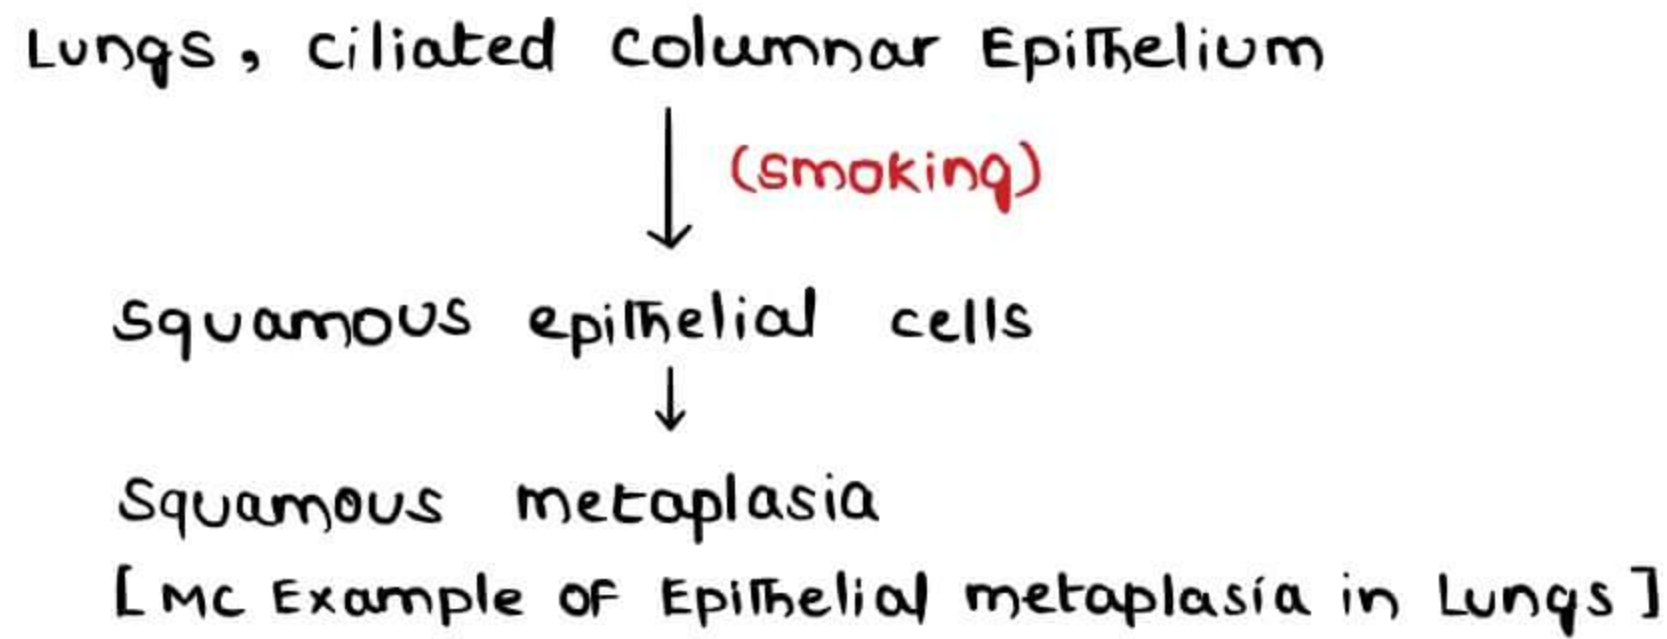 Lungs, ciliated columnar Epithelium
(smoking)
Squamous epithelial cells
Squamous metaplasia
[MC Example of Epithelial metaplasia in Lungs]